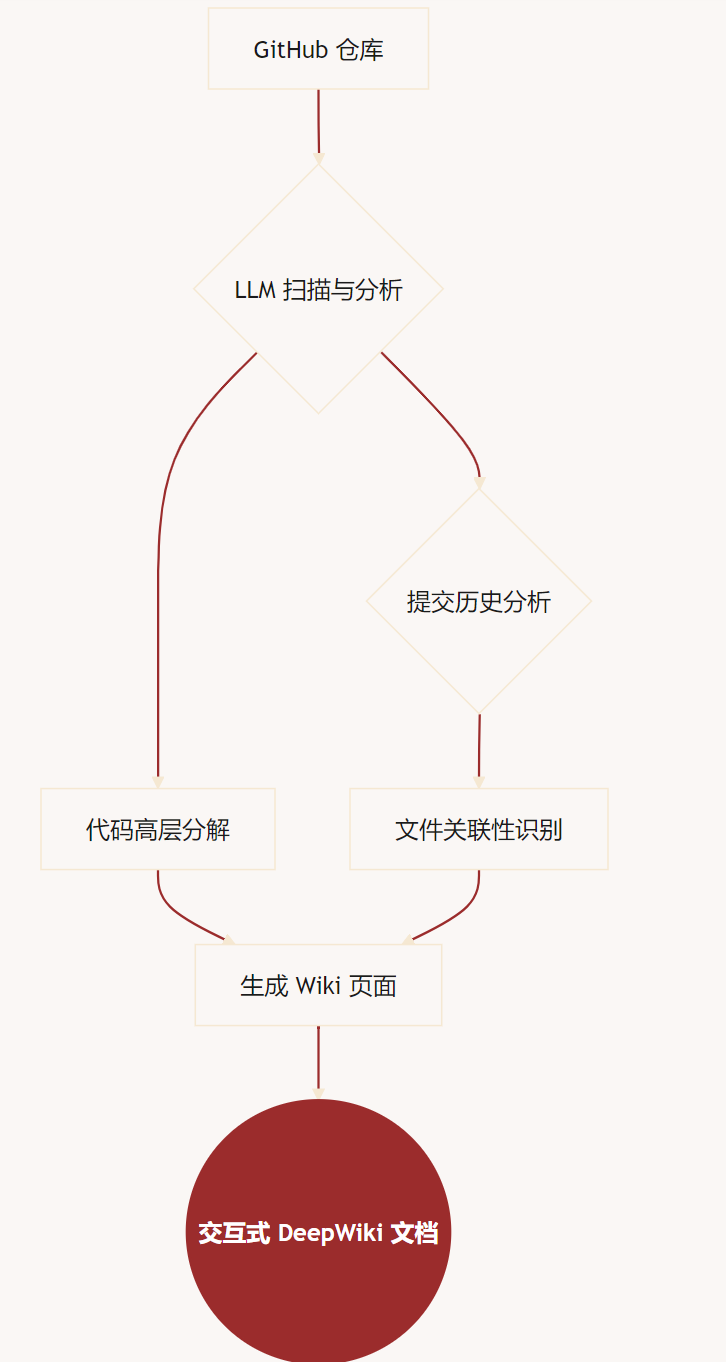 GitHub 仓库
LLM 扫描与分析
提交历史分析
代码高层分解
文件关联性识别
生成 Wiki 页面
交互式 DeepWiki 文档